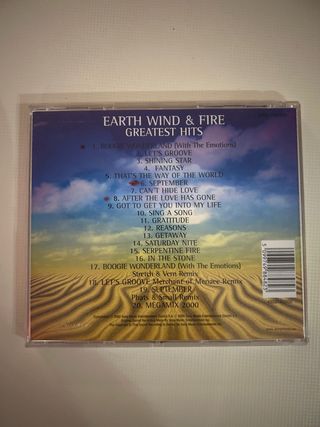 EARTH WIND & FIRE
GREATEST HITS
1. BOOGIE WONDERLAND (With The Emotions)
2. LET'S GROOVE
3. SHINING STAR
4. FANTASY
5. THAT'S THE WAY OF THE WORLD
6. SEPTEMBER
7. CAN'T HIDE LOVE
8. AFTER THE LOVE HAS GONE
9. GOT TO GET YOU INTO MY LIFE
10. SING A SONG
11. GRATITUDE
12. REASONS
13. GETAWAY
14. SATURDAY NITE
15. SERPENTINE FIRE
16. IN THE STONE
17. BOOGIE WONDERLAND (With The Emotions)
Stretch & Vern Remix
18. LET'S GROOVE Merchant of Menace Remix
19. SEPTEMBER
Phats & Small Remix
20. MEGAMIX 2000